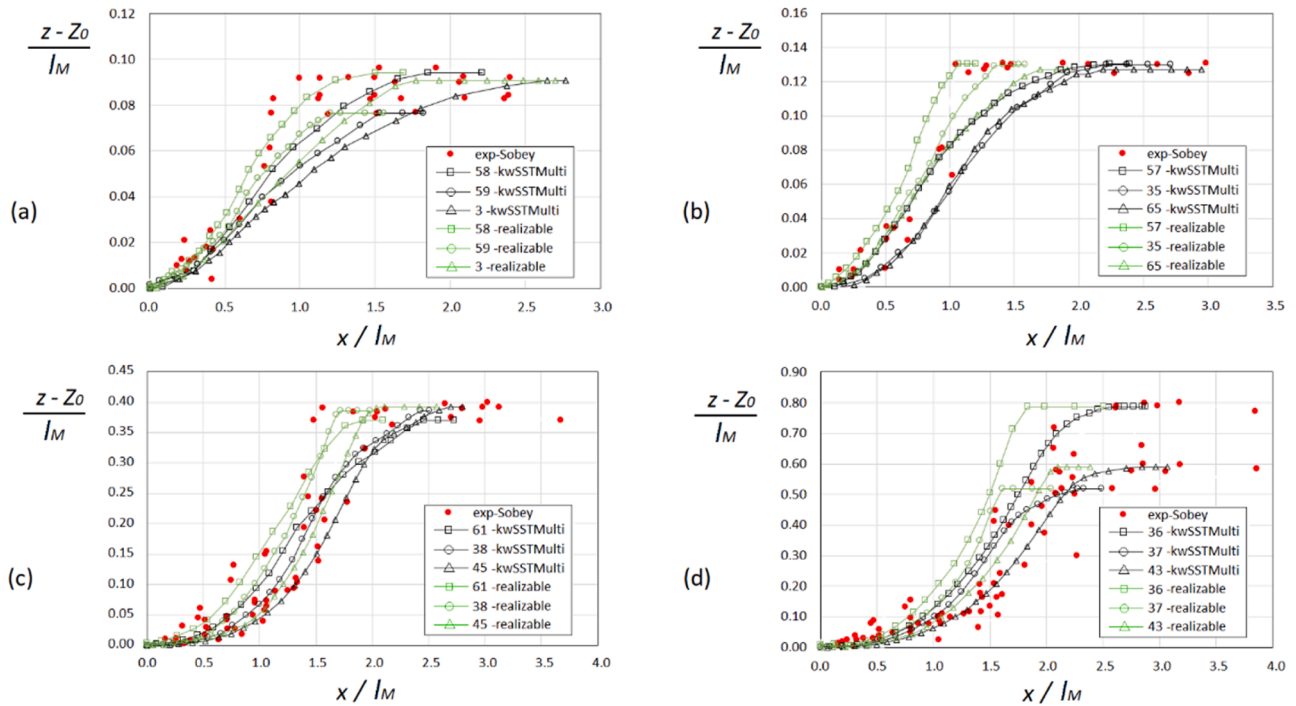 (a)
z - Z0
lM
0.12
0.10
0.08
0.06
0.04
0.02
0.00
0.0 0.5 1.0 1.5 2.0 2.5 3.0
x / lM
exp-Sobey
58 -kwSSTMulti
59 -kwSSTMulti
3 -kwSSTMulti
58 -realizable
59 -realizable
3 -realizable
(b)
z - Z0
lM
0.16
0.14
0.12
0.10
0.08
0.06
0.04
0.02
0.00
0.0 0.5 1.0 1.5 2.0 2.5 3.0 3.5
x / lM
exp-Sobey
57 -kwSSTMulti
35 -kwSSTMulti
65 -kwSSTMulti
57 -realizable
35 -realizable
65 -realizable
(c)
z - Z0
lM
0.45
0.40
0.35
0.30
0.25
0.20
0.15
0.10
0.05
0.00
0.0 0.5 1.0 1.5 2.0 2.5 3.0 3.5 4.0
x / lM
exp-Sobey
61 -kwSSTMulti
38 -kwSSTMulti
45 -kwSSTMulti
61 -realizable
38 -realizable
45 -realizable
(d)
z - Z0
lM
0.90
0.80
0.70
0.60
0.50
0.40
0.30
0.20
0.10
0.00
0.0 0.5 1.0 1.5 2.0 2.5 3.0 3.5 4.0
x / lM
exp-Sobey
36 -kwSSTMulti
37 -kwSSTMulti
43 -kwSSTMulti
36 -realizable
37 -realizable
43 -realizable